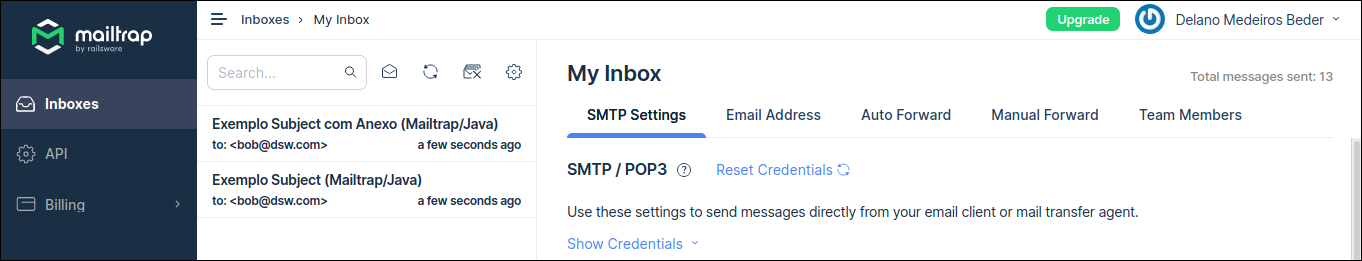 mailtrap
by railsware
Inboxes
API
Billing
Inboxes › My Inbox
Upgrade
Delano Medeiros Beder
Search...
Exemplo Subject com Anexo (Mailtrap/Java)
to: <bob@dsw.com> a few seconds ago
Exemplo Subject (Mailtrap/Java)
to: <bob@dsw.com> a few seconds ago
My Inbox
Total messages sent: 13
SMTP Settings Email Address Auto Forward Manual Forward Team Members
SMTP / POP3 ? Reset Credentials
Use these settings to send messages directly from your email client or mail transfer agent.
Show Credentials